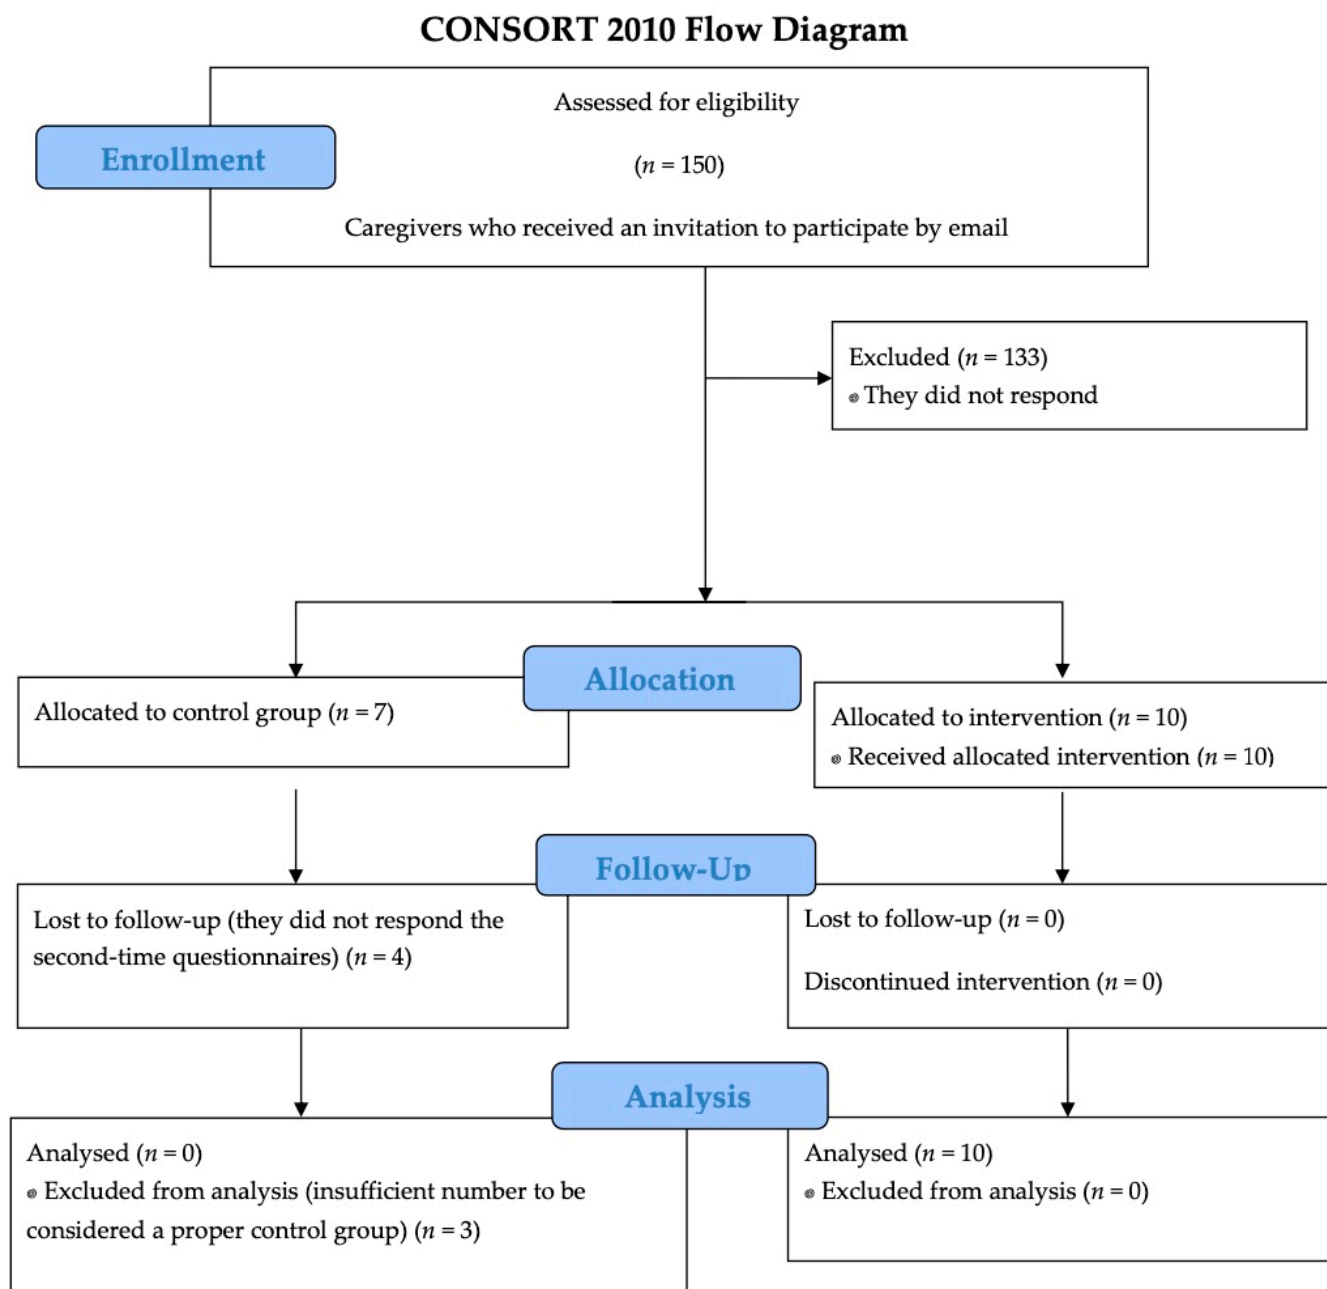 CONSORT 2010 Flow Diagram
Assessed for eligibility
Enrollment
(n = 150)
Caregivers who received an invitation to participate by email
Excluded (n = 133)
They did not respond
Allocation
Allocated to control group (n = 7)
Allocated to intervention (n = 10)
Received allocated intervention (n = 10)
Follow-Up
Lost to follow-up (they did not respond the
second-time questionnaires) (n = 4)
Lost to follow-up (n = 0)
Discontinued intervention (n = 0)
Analysis
Analysed (n = 0)
Excluded from analysis (insufficient number to be
considered a proper control group) (n = 3)
Analysed (n = 10)
Excluded from analysis (n = 0)